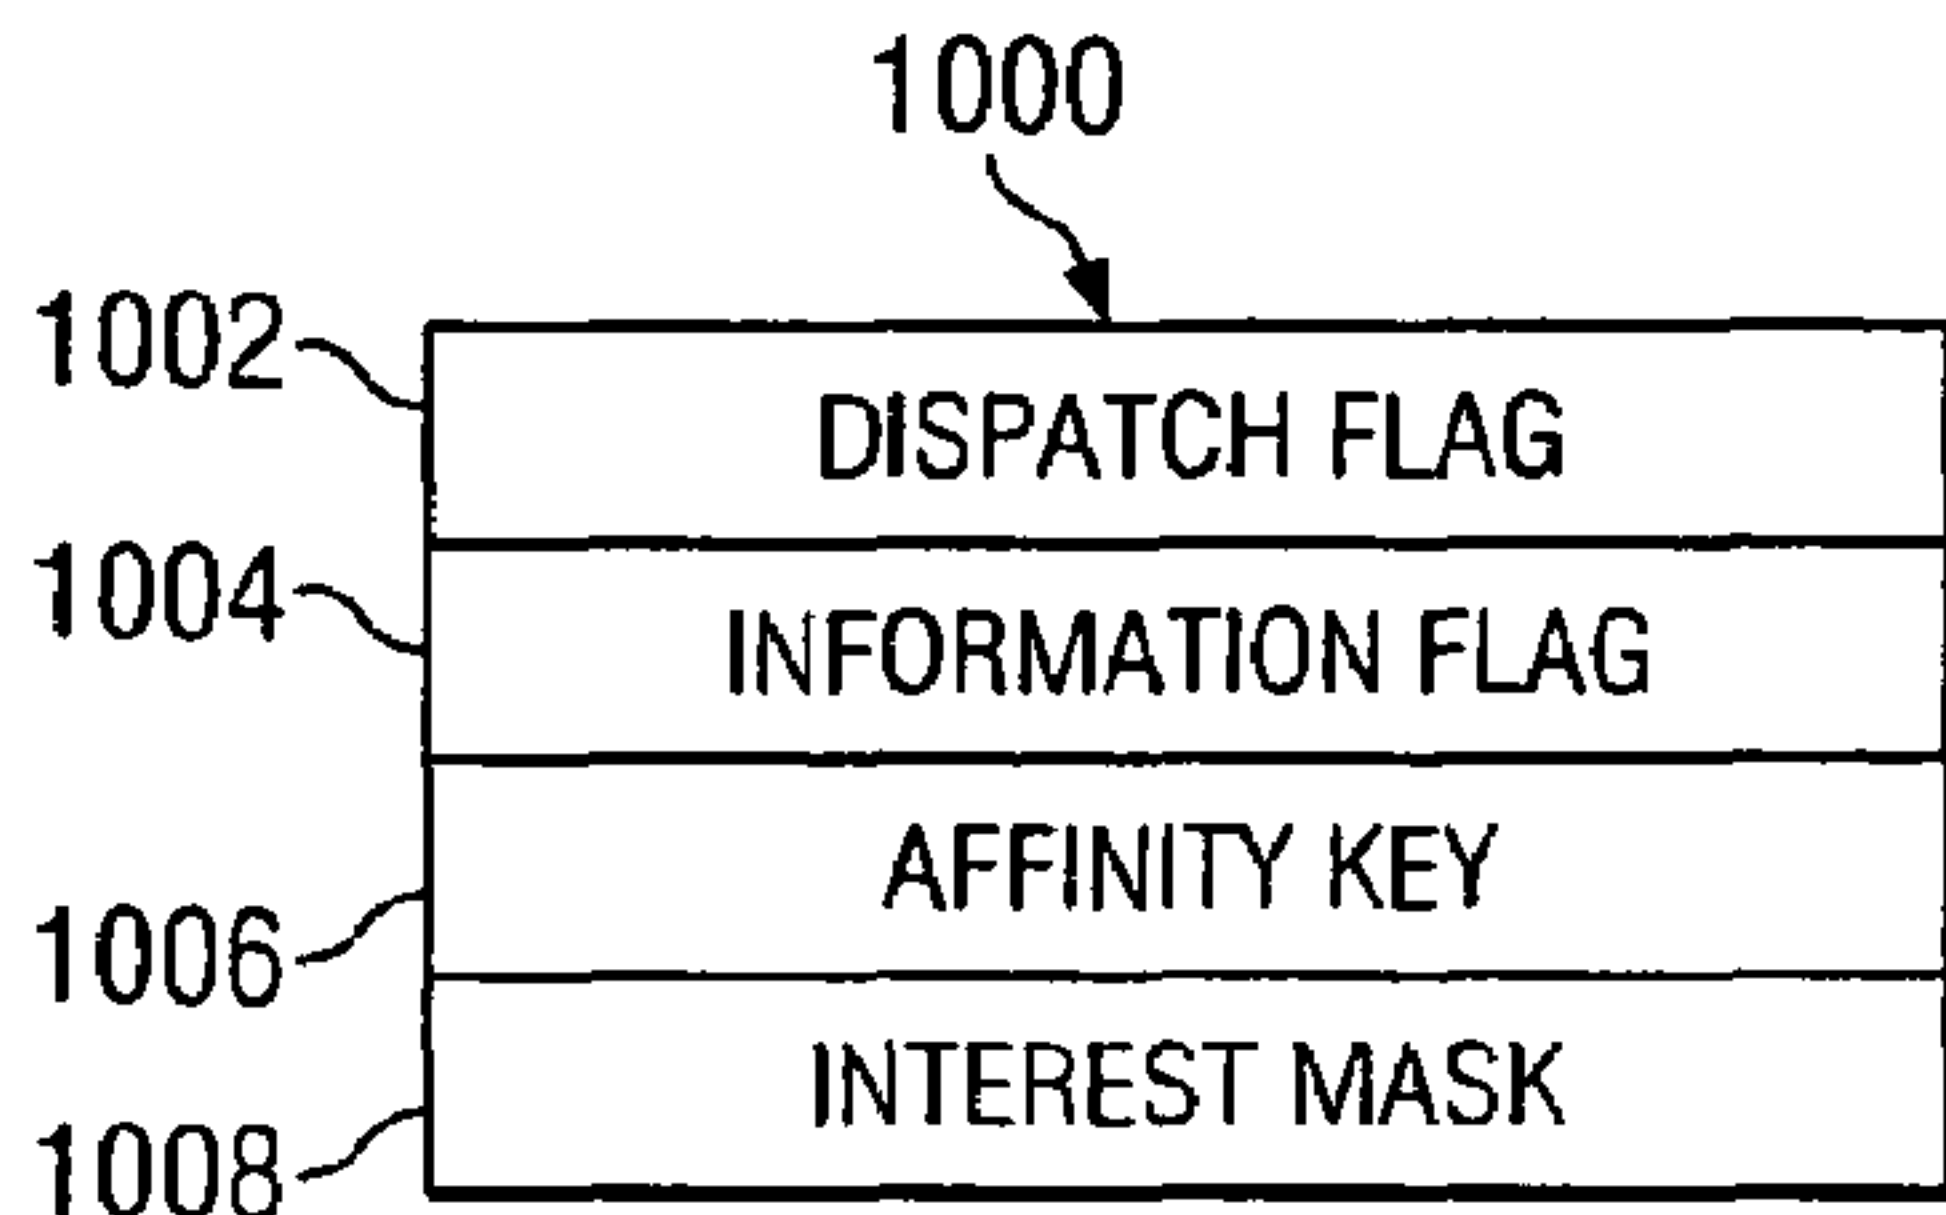 1000
1002
DISPATCH FLAG
1004
INFORMATION FLAG
AFFINITY KEY
1006
INTEREST MASK
1008